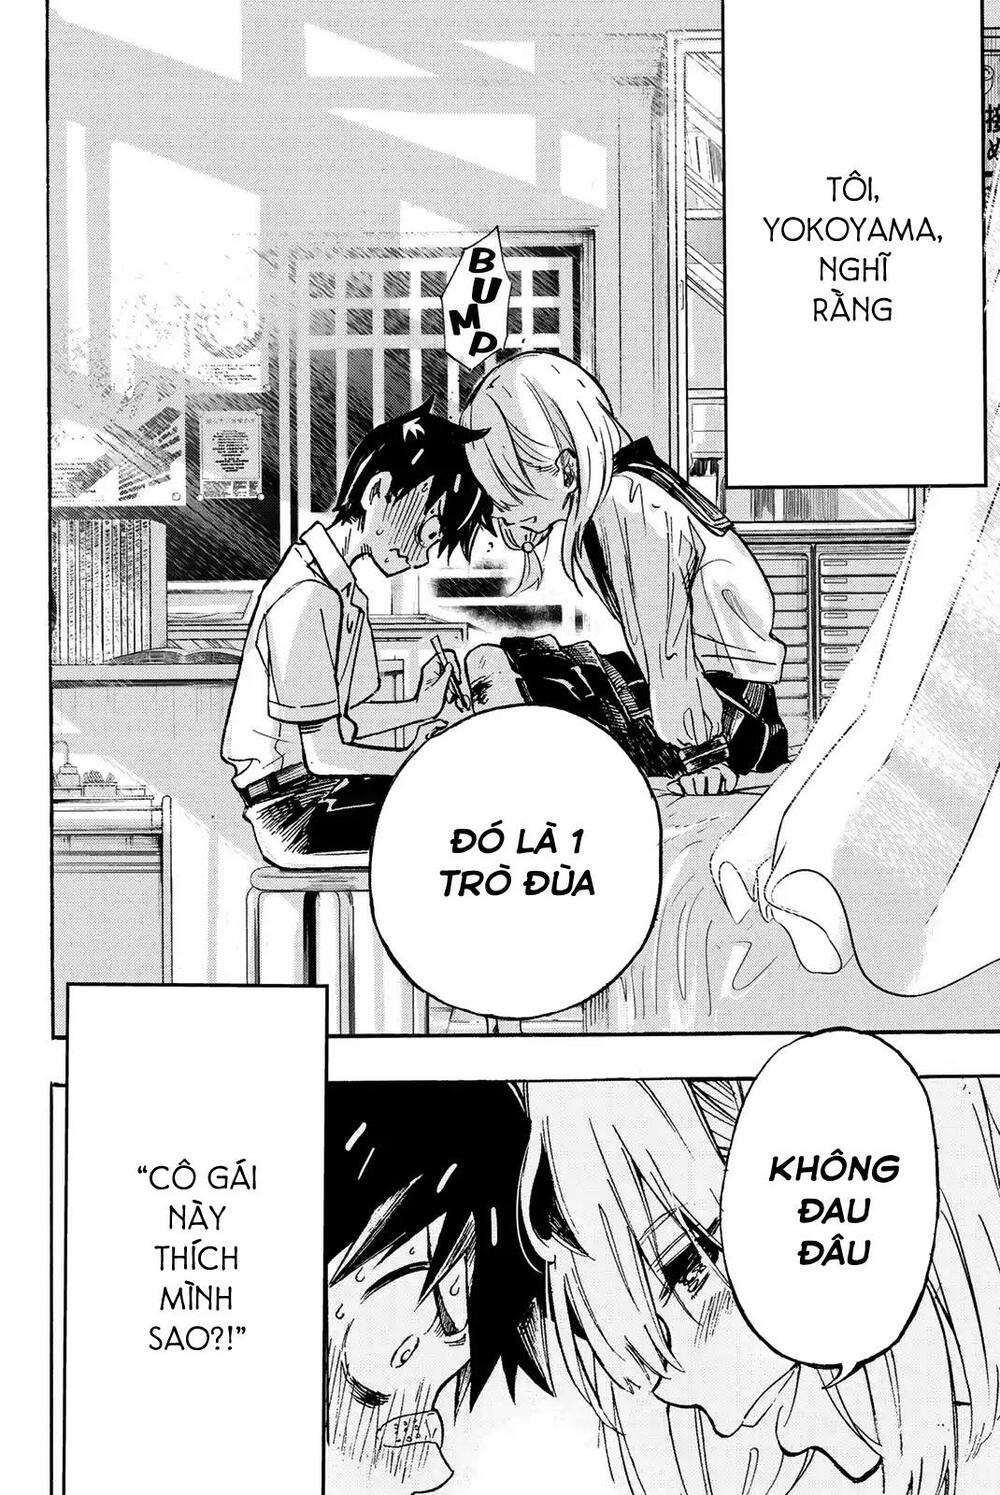 TÔI,
YOKOYAMA,
NGHĨ
RẰNG
BUMP
ĐÓ LÀ 1
TRÒ ĐÙA
KHÔNG
ĐAU
ĐÂU
“CÔ GÁI
NÀY
THÍCH
MÌNH
SAO?!”